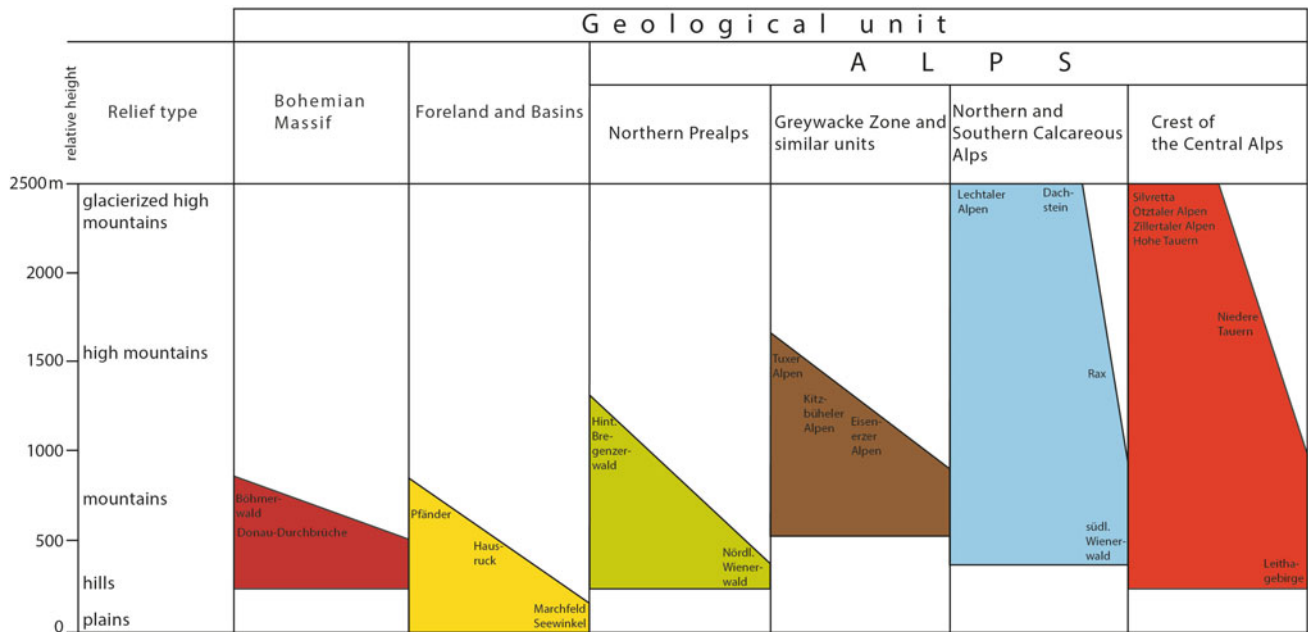 Geological unit
ALPS
relative height
Relief type
Bohemian
Massif
Foreland and Basins
Northern Prealps
Greywacke Zone and
similar units
Northern and
Southern Calcareous
Alps
Crest of
the Central Alps
2500 m
2000
1500
1000
500
0
glacierized high
mountains
high mountains
mountains
hills
plains
Böhmer-
wald
Donau-Durchbrüche
Pfänder
Haus-
ruck
Marchfeld
Seewinkel
Hint.
Bre-
genzer-
wald
Nördl.
Wiener-
wald
Tuxer
Alpen
Kitz-
büheler
Alpen
Eisen-
erzer
Alpen
Lechtaler
Alpen
Dach-
stein
Rax
südl.
Wiener-
wald
Silvretta
Ötztaler Alpen
Zillertaler Alpen
Hohe Tauern
Niedere
Tauern
Leitha-
gebirge